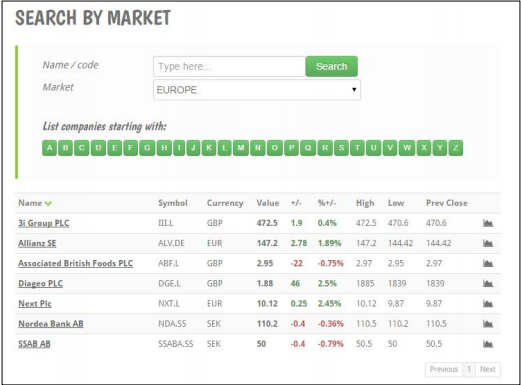 SEARCH BY MARKET
Name / code Type here... Search
Market EUROPE
List companies starting with:
A B C D E F G H I J K L M N O P Q R S T U V W X Y Z
Name Symbol Currency Value +/- %+/- High Low Prev Close
3i Group PLC III.L GBP 472.5 1.9 0.4% 472.5 470.6 470.6
Allianz SE ALV.DE EUR 147.2 2.78 1.89% 147.2 144.42 144.42
Associated British Foods PLC ABF.L GBP 2.95 -22 -0.75% 2.97 2.95 2.97
Diageo PLC DGE.L GBP 1.88 46 2.5% 1885 1839 1839
Next Plc NXT.L EUR 10.12 0.25 2.45% 10.12 9.87 9.87
Nordea Bank AB NDA.SS SEK 110.2 -0.4 -0.36% 110.5 110.2 110.5
SSAB AB SSABA.SS SEK 50 -0.4 -0.79% 50.5 50 50.5
Previous 1 Next